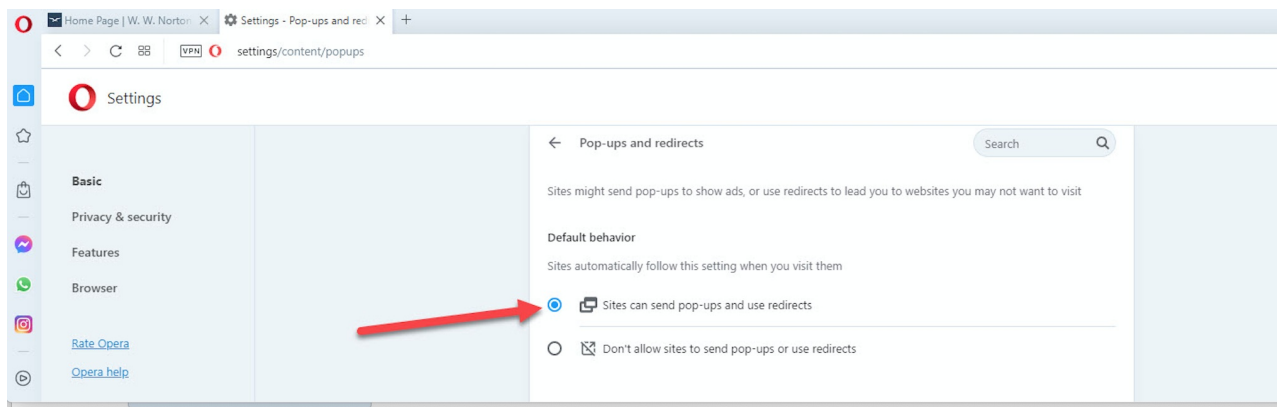 Home Page | W. W. Norton
Settings - Pop-ups and red
VPN settings/content/popups
Settings
Pop-ups and redirects
Search
Basic
Privacy & security
Features
Browser
Rate Opera
Opera help
Sites might send pop-ups to show ads, or use redirects to lead you to websites you may not want to visit
Default behavior
Sites automatically follow this setting when you visit them
Sites can send pop-ups and use redirects
Don't allow sites to send pop-ups or use redirects